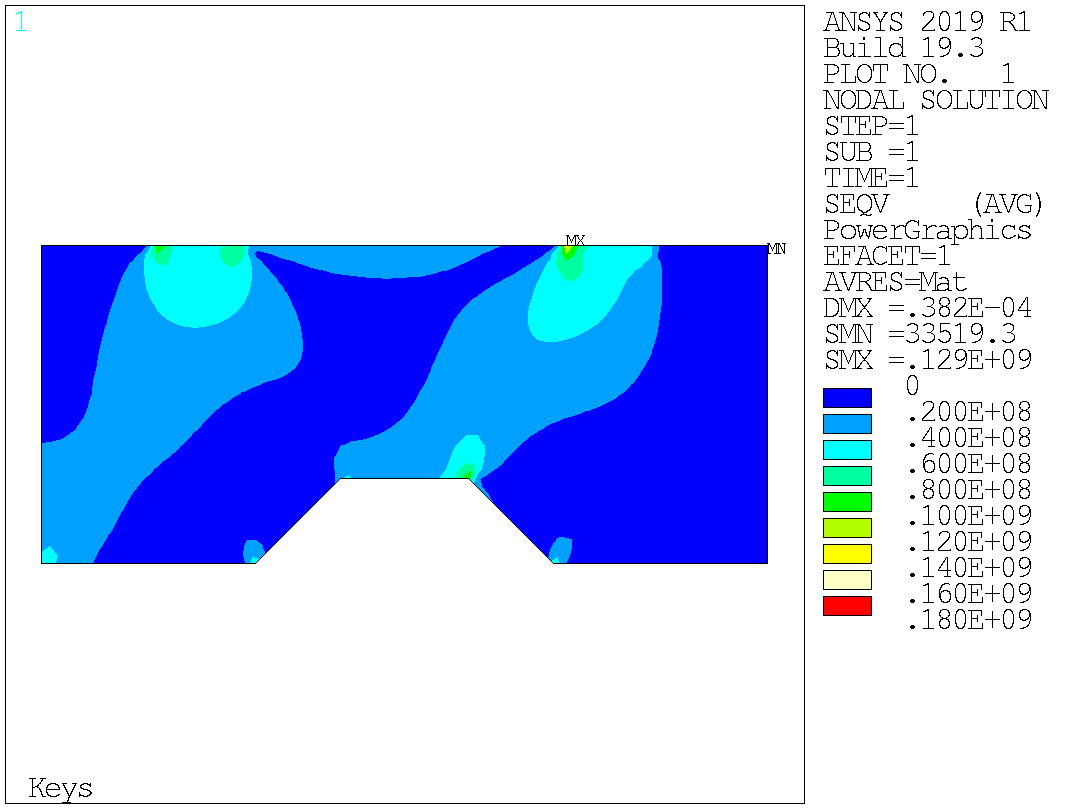 1
ANSYS 2019 R1
Build 19.3
PLOT NO.   1
NODAL SOLUTION
STEP=1
SUB =1
TIME=1
SEQV     (AVG)
PowerGraphics
EFACET=1
AVRES=Mat
DMX =.382E-04
SMN =33519.3
SMX =.129E+09
0
.200E+08
.400E+08
.600E+08
.800E+08
.100E+09
.120E+09
.140E+09
.160E+09
.180E+09
MX
MN
Keys